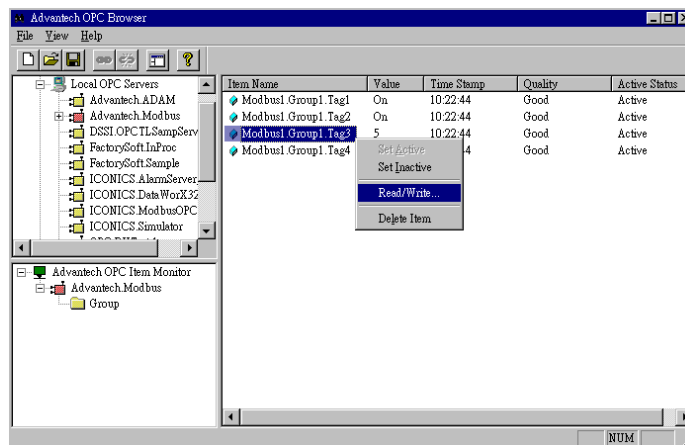 Advantech OPC Browser
File View Help
Local OPC Servers
Advantech.ADAM
Advantech.Modbus
DSSI.OPCTLSampServ
FactorySoft.InProc
FactorySoft.Sample
ICONICS.AlarmServer
ICONICS.DataWorX32
ICONICS.ModbusOPC
ICONICS.Simulator
Item Name Value Time Stamp Quality Active Status
Modbus1.Group1.Tag1 On 10:22:44 Good Active
Modbus1.Group1.Tag2 On 10:22:44 Good Active
Modbus1.Group1.Tag3 5 10:22:44 Good Active
Modbus1.Group1.Tag4 4 Good Active
Set Active
Set Inactive
Read/Write...
Delete Item
Advantech OPC Item Monitor
Advantech.Modbus
Group
NUM